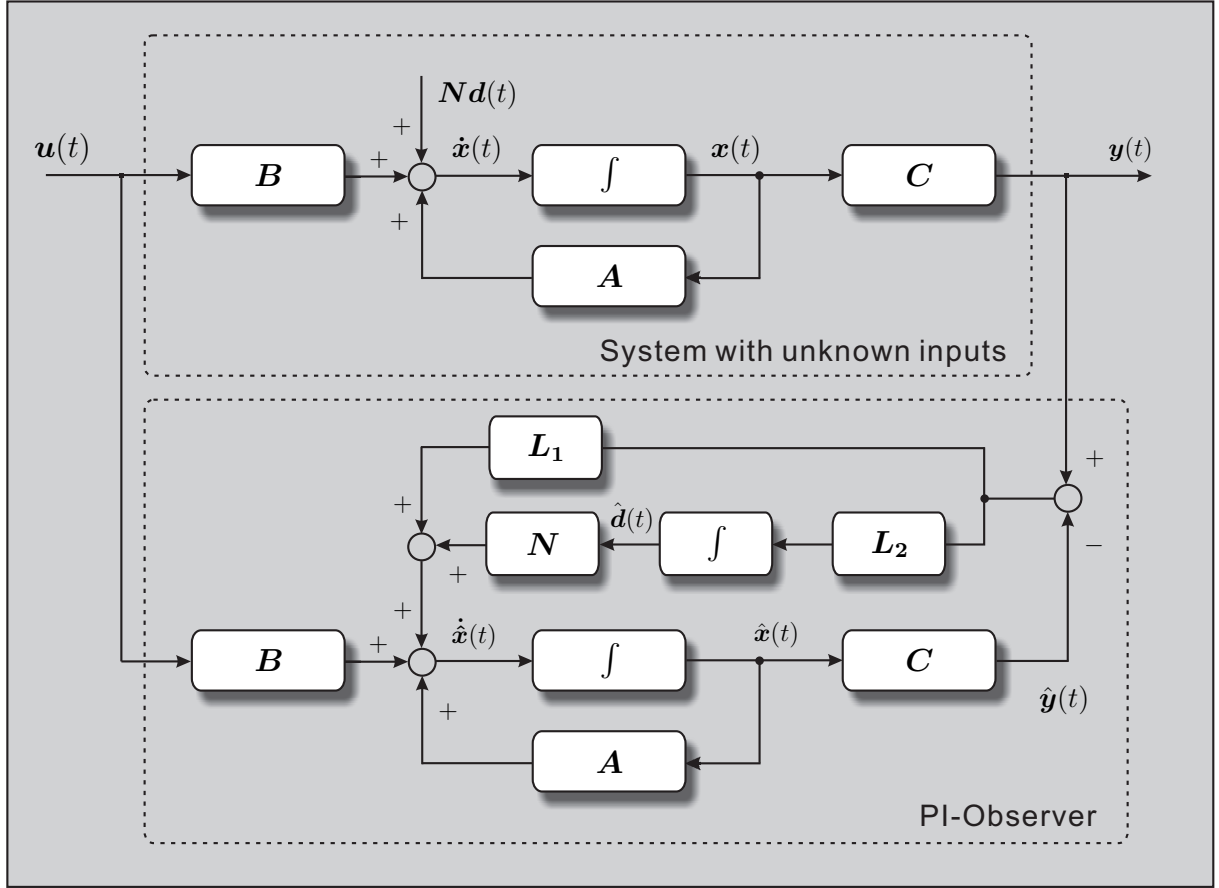 Nd(t)
+
u(t)
B
+
ẋ(t)
∫
x(t)
C
y(t)
+
A
System with unknown inputs
L₁
+
+
N
d̂(t)
∫
L₂
−
+
+
B
+
x̂̇(t)
∫
x̂(t)
C
ŷ(t)
+
A
PI-Observer